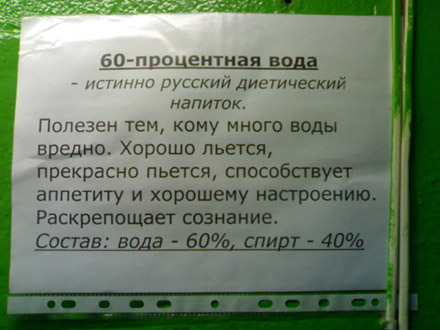 60-процентная вода
- истинно русский диетический
напиток.
Полезен тем, кому много воды
вредно. Хорошо льется,
прекрасно пьется, способствует
аппетиту и хорошему настроению.
Раскрепощает сознание.
Состав: вода - 60%, спирт - 40%